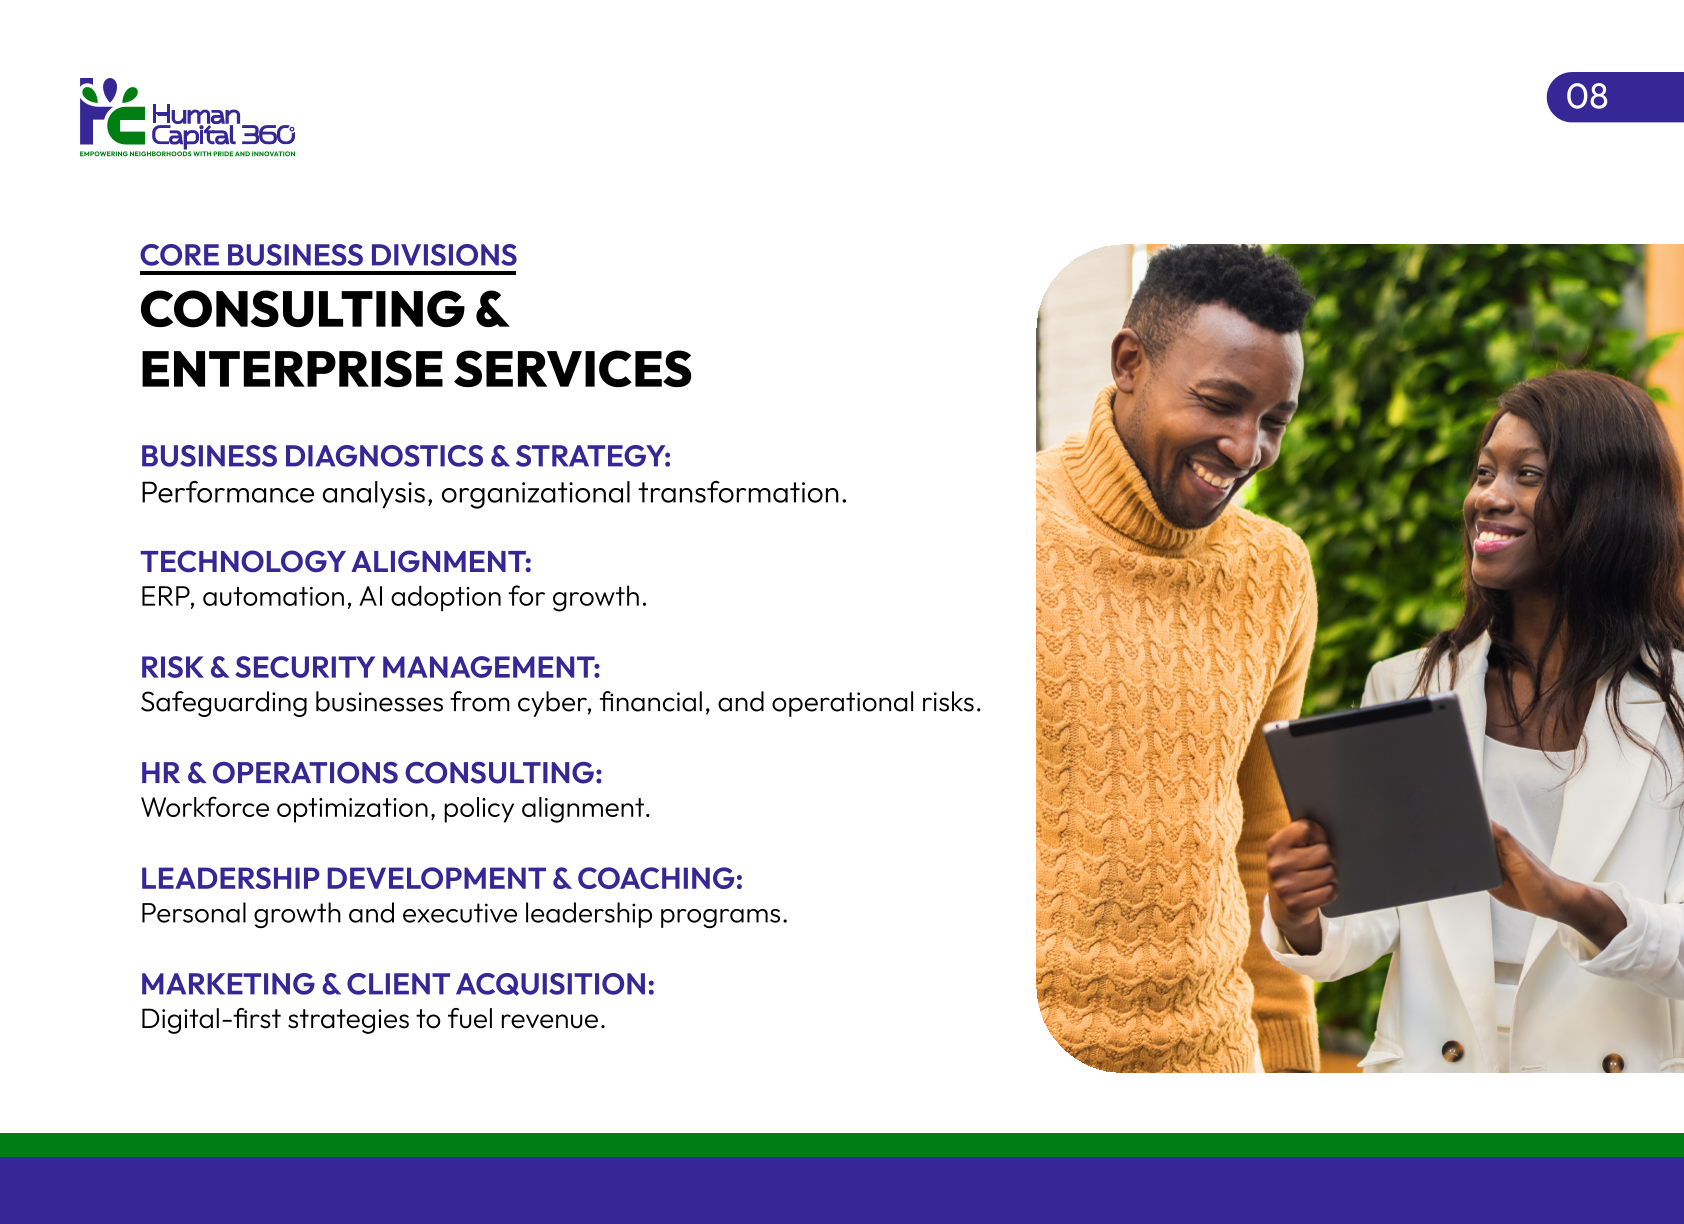 Human
Capital 360°
EMPOWERING NEIGHBORHOODS WITH PRIDE AND INNOVATION
08
CORE BUSINESS DIVISIONS
CONSULTING &
ENTERPRISE SERVICES
BUSINESS DIAGNOSTICS & STRATEGY:
Performance analysis, organizational transformation.
TECHNOLOGY ALIGNMENT:
ERP, automation, AI adoption for growth.
RISK & SECURITY MANAGEMENT:
Safeguarding businesses from cyber, financial, and operational risks.
HR & OPERATIONS CONSULTING:
Workforce optimization, policy alignment.
LEADERSHIP DEVELOPMENT & COACHING:
Personal growth and executive leadership programs.
MARKETING & CLIENT ACQUISITION:
Digital-first strategies to fuel revenue.